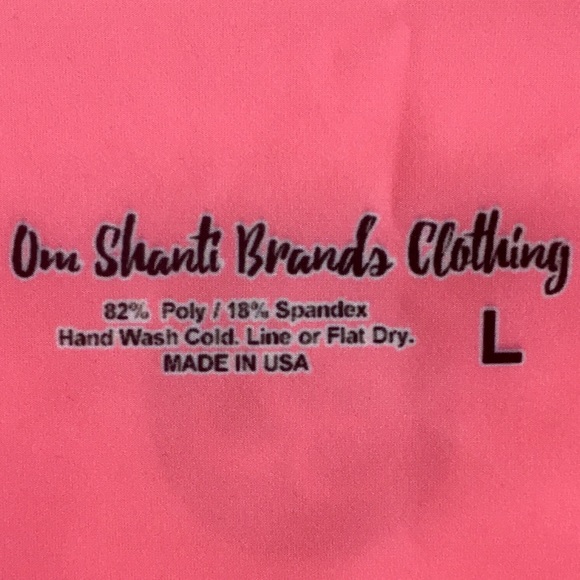 Om Shanti Brands Clothing
82% Poly / 18% Spandex
Hand Wash Cold. Line or Flat Dry.
MADE IN USA
L